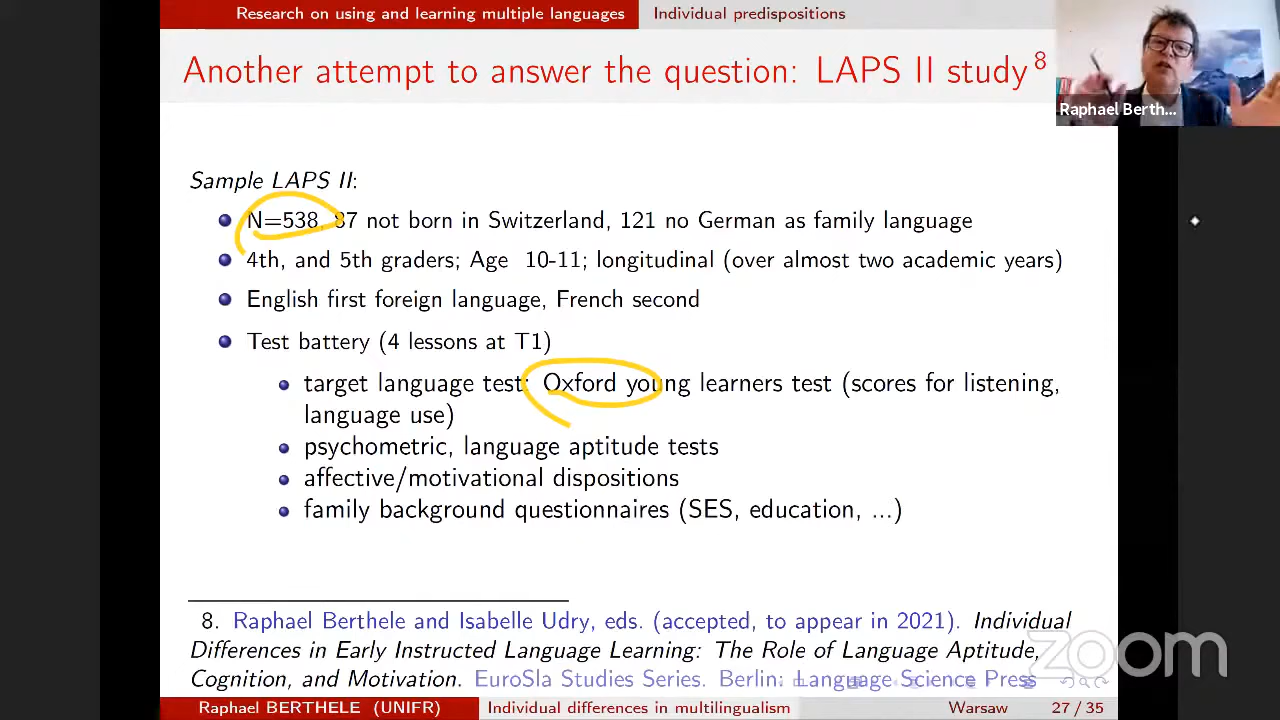 Research on using and learning multiple languages Individual predispositions
Another attempt to answer the question: LAPS II study 8
Raphael Berth...
Sample LAPS II:
N=538, 87 not born in Switzerland, 121 no German as family language
4th, and 5th graders; Age 10-11; longitudinal (over almost two academic years)
English first foreign language, French second
Test battery (4 lessons at T1)
target language test: Oxford young learners test (scores for listening,
language use)
psychometric, language aptitude tests
affective/motivational dispositions
family background questionnaires (SES, education, ...)
8. Raphael Berthele and Isabelle Udry, eds. (accepted, to appear in 2021). Individual
Differences in Early Instructed Language Learning: The Role of Language Aptitude,
Cognition, and Motivation. EuroSla Studies Series. Berlin: Language Science Press
zoom
Raphael BERTHELE (UNIFR) Individual differences in multilingualism Warsaw 27 / 35